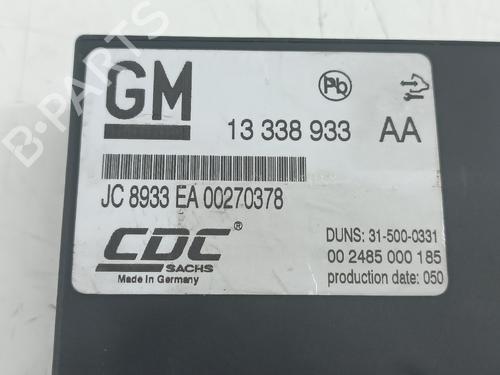 GM
Pb
13 338 933 AA
JC 8933 EA 00270378
CDC®
SACHS
Made in Germany
DUNS: 31-500-0331
00 2485 000 185
production date: 050
B-PARTS